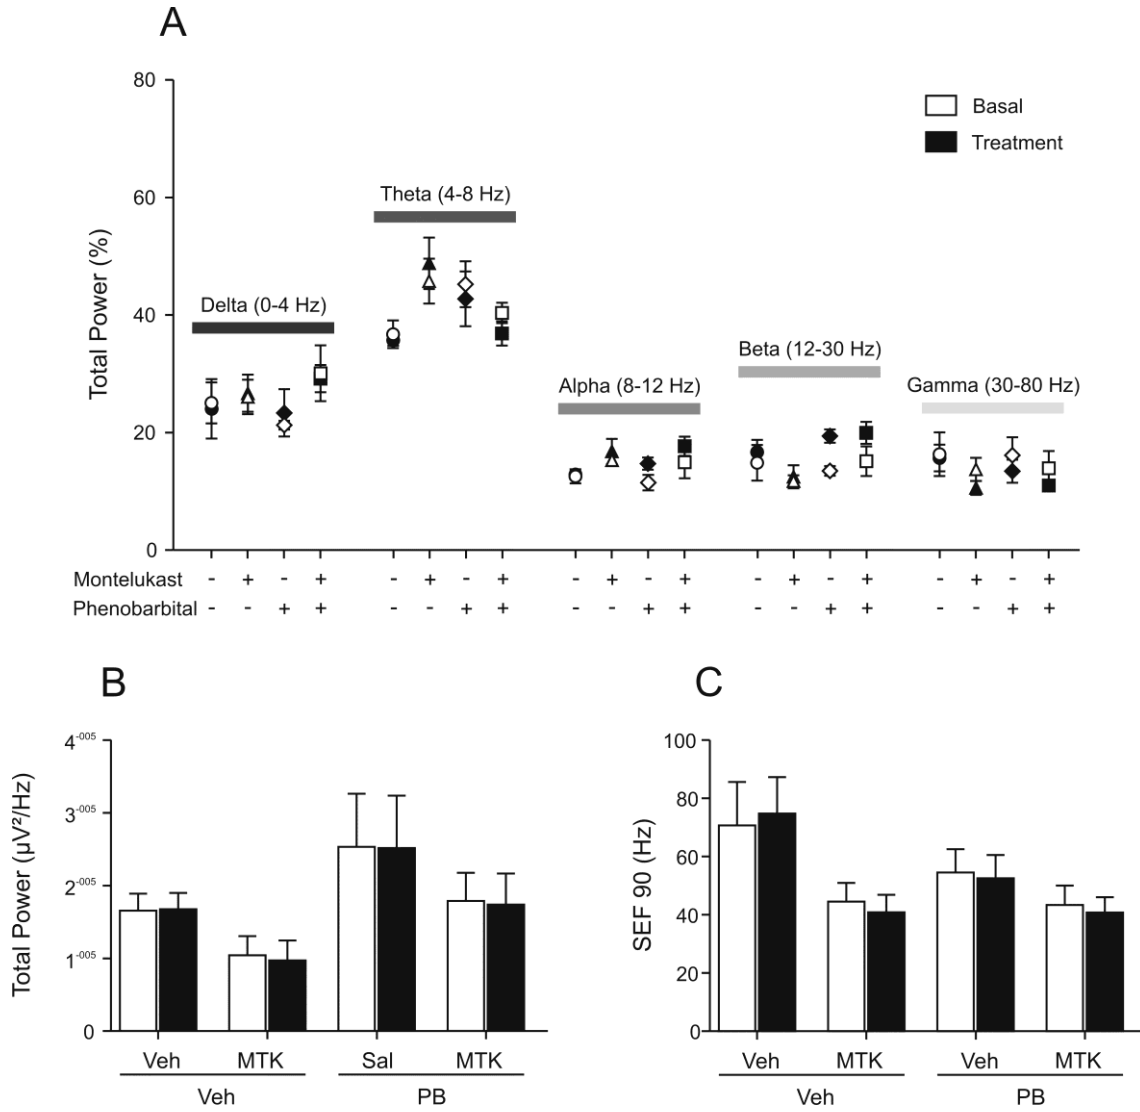 A
80
60
40
20
0
Total Power (%)
Basal
Treatment
Delta (0-4 Hz)
Theta (4-8 Hz)
Alpha (8-12 Hz)
Beta (12-30 Hz)
Gamma (30-80 Hz)
Montelukast - + - + - + - + - + - + - + - + - + - +
Phenobarbital - - + + - - + + - - + + - - + + - - + +
B
4-005
3-005
2-005
1-005
0
Total Power (µV²/Hz)
Veh MTK Sal MTK
Veh PB
C
100
80
60
40
20
0
SEF 90 (Hz)
Veh MTK Veh MTK
Veh PB